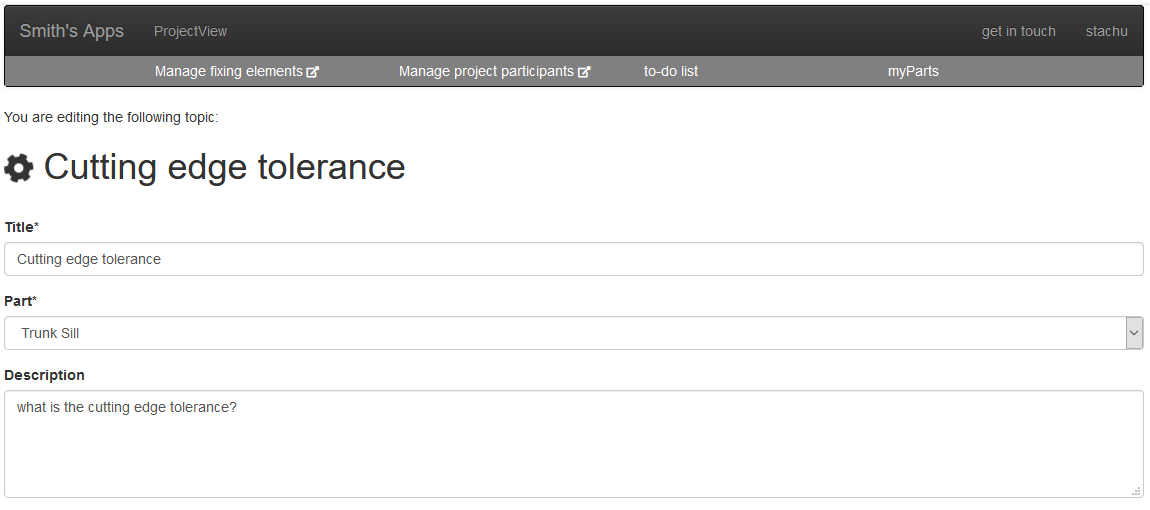 Smith's Apps ProjectView get in touch stachu
Manage fixing elements Manage project participants to-do list myParts
You are editing the following topic:
Cutting edge tolerance
Title*
Cutting edge tolerance
Part*
Trunk Sill
Description
what is the cutting edge tolerance?